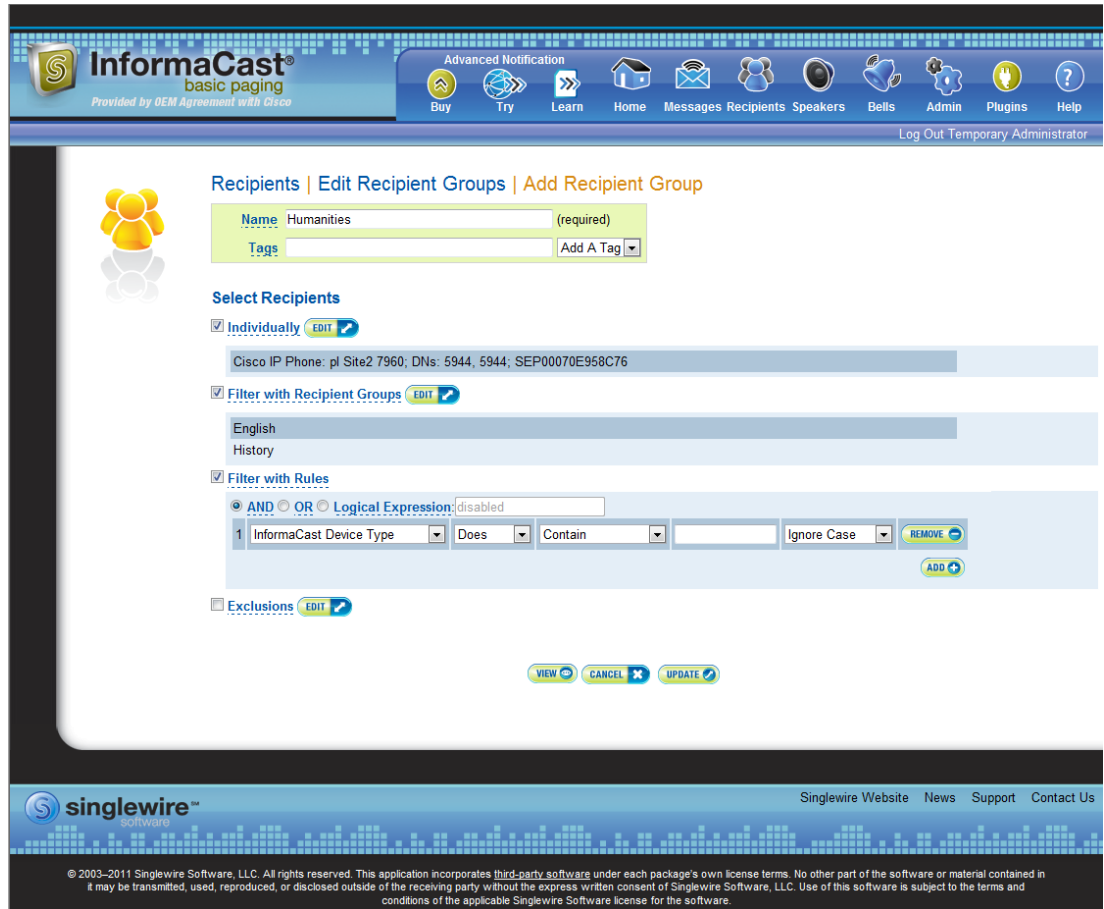 InformaCast®
basic paging
Provided by OEM Agreement with Cisco
Advanced Notification
Buy Try Learn Home Messages Recipients Speakers Bells Admin Plugins Help
Log Out Temporary Administrator
Recipients | Edit Recipient Groups | Add Recipient Group
Name Humanities (required)
Tags Add A Tag
Select Recipients
Individually EDIT
Cisco IP Phone: pl Site2 7960; DNs: 5944, 5944; SEP00070E958C76
Filter with Recipient Groups EDIT
English
History
Filter with Rules
AND OR Logical Expression: disabled
1 InformaCast Device Type Does Contain Ignore Case REMOVE
ADD
Exclusions EDIT
VIEW CANCEL UPDATE
singlewire℠
software
Singlewire Website News Support Contact Us
© 2003–2011 Singlewire Software, LLC. All rights reserved. This application incorporates third-party software under each package's own license terms. No other part of the software or material contained in
it may be transmitted, used, reproduced, or disclosed outside of the receiving party without the express written consent of Singlewire Software, LLC. Use of this software is subject to the terms and
conditions of the applicable Singlewire Software license for the software.